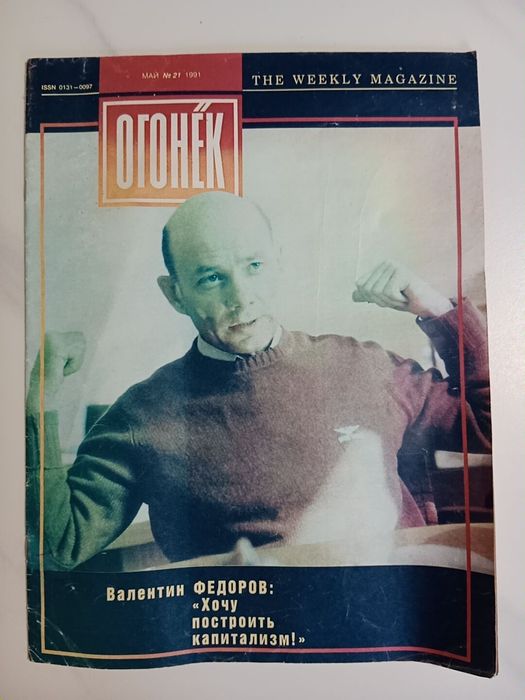 ISSN 0131—0097
МАЙ № 21 1991
THE WEEKLY MAGAZINE
ОГОНЁК
Валентин ФЕДОРОВ:
«Хочу
построить
капитализм!»